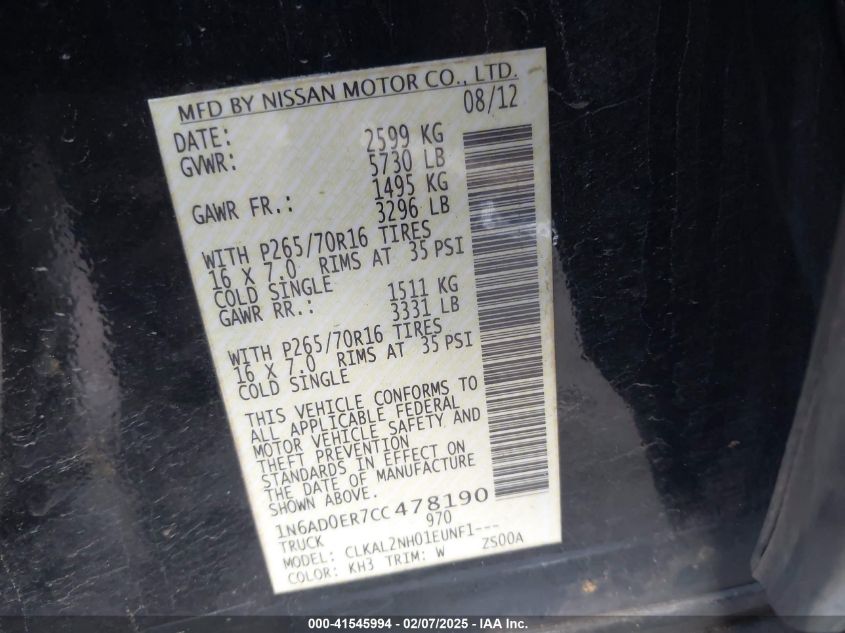 MFD BY NISSAN MOTOR CO., LTD.
DATE: 08/12
GVWR: 2599 KG
5730 LB
GAWR FR.: 1495 KG
3296 LB
WITH P265/70R16 TIRES
16 X 7.0 RIMS AT 35 PSI
COLD SINGLE
GAWR RR.: 1511 KG
3331 LB
WITH P265/70R16 TIRES
16 X 7.0 RIMS AT 35 PSI
COLD SINGLE
THIS VEHICLE CONFORMS TO
ALL APPLICABLE FEDERAL
MOTOR VEHICLE SAFETY AND
THEFT PREVENTION
STANDARDS IN EFFECT ON
THE DATE OF MANUFACTURE
SHOWN ABOVE.
1N6AD0ER7CC 478190
TRUCK 970
MODEL: CLKAL2NH01EUNF1---
COLOR: KH3 TRIM: W ZS00A
000-41545994 - 02/07/2025 - IAA Inc.